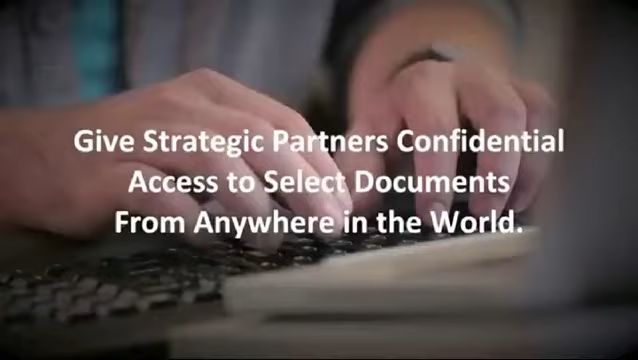 Give Strategic Partners Confidential
Access to Select Documents
From Anywhere in the World.